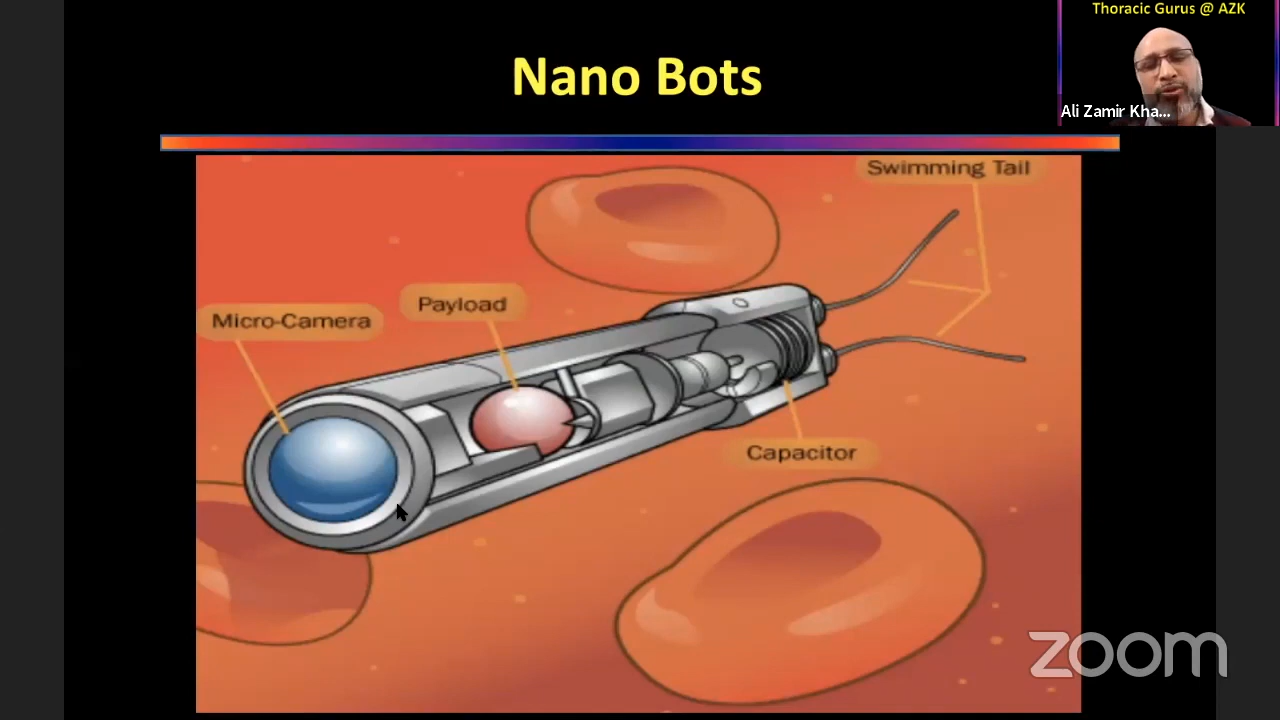 Thoracic Gurus @ AZK
Ali Zamir Kha...
Nano Bots
Swimming Tail
Payload
Micro-Camera
Capacitor
zoom